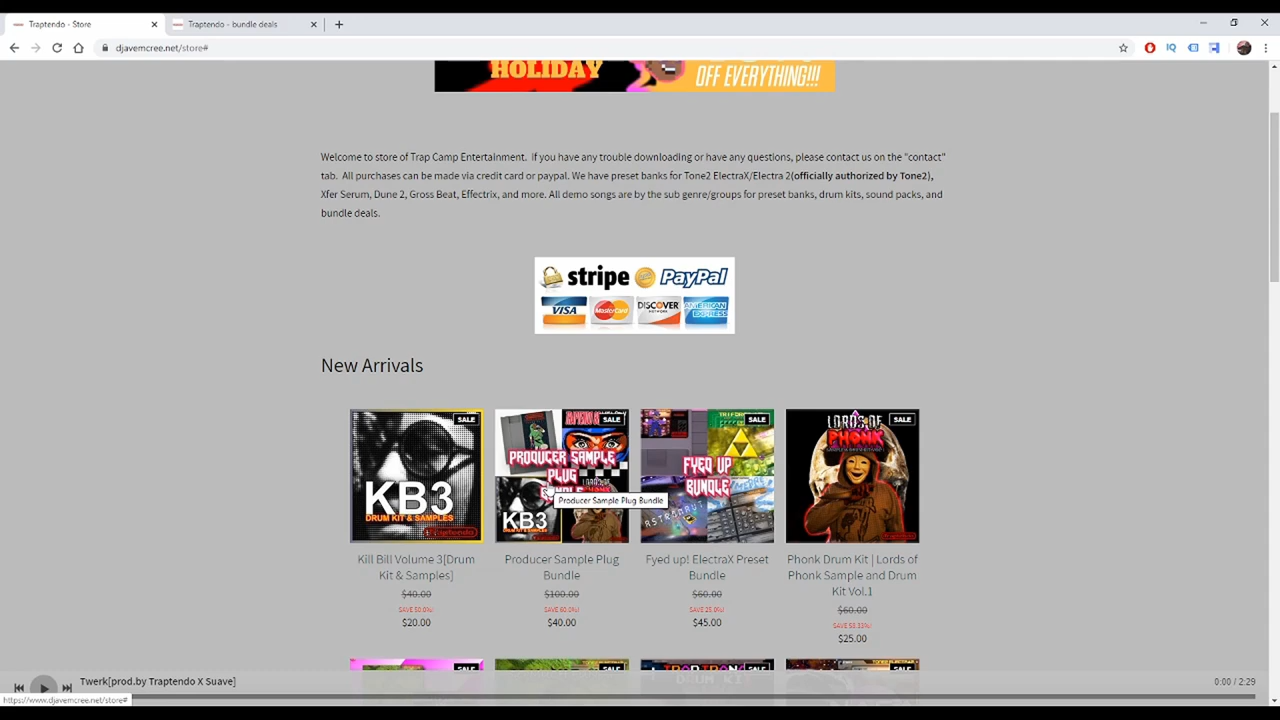 Traptendo - Store
Traptendo - bundle deals
djavemcree.net/store#
HOLIDAY
OFF EVERYTHING!!!
Welcome to store of Trap Camp Entertainment. If you have any trouble downloading or have any questions, please contact us on the "contact"
tab. All purchases can be made via credit card or paypal. We have preset banks for Tone2 ElectraX/Electra 2(officially authorized by Tone2),
Xfer Serum, Dune 2, Gross Beat, Effectrix, and more. All demo songs are by the sub genre/groups for preset banks, drum kits, sound packs, and
bundle deals.
stripe PayPal
VISA MasterCard DISCOVER NETWORK AMERICAN EXPRESS
New Arrivals
SALE
KB3
DRUM KIT & SAMPLES
SALE
PRODUCER SAMPLE
PLUG
KB3
Producer Sample Plug Bundle
SALE
FYED UP
BUNDLE
ASTRONAUT
SALE
LORDS OF
PHONK
Kill Bill Volume 3[Drum
Kit & Samples]
$40.00
SAVE 50.0%!
$20.00
Producer Sample Plug
Bundle
$100.00
SAVE 60.0%!
$40.00
Fyed up! ElectraX Preset
Bundle
$60.00
SAVE 25.0%!
$45.00
Phonk Drum Kit | Lords of
Phonk Sample and Drum
Kit Vol.1
$60.00
SAVE 58.33%!
$25.00
SALE
SALE
SALE
SALE
Twerk[prod.by Traptendo X Suave]
0:00 / 2:29
https://www.djavemcree.net/store#